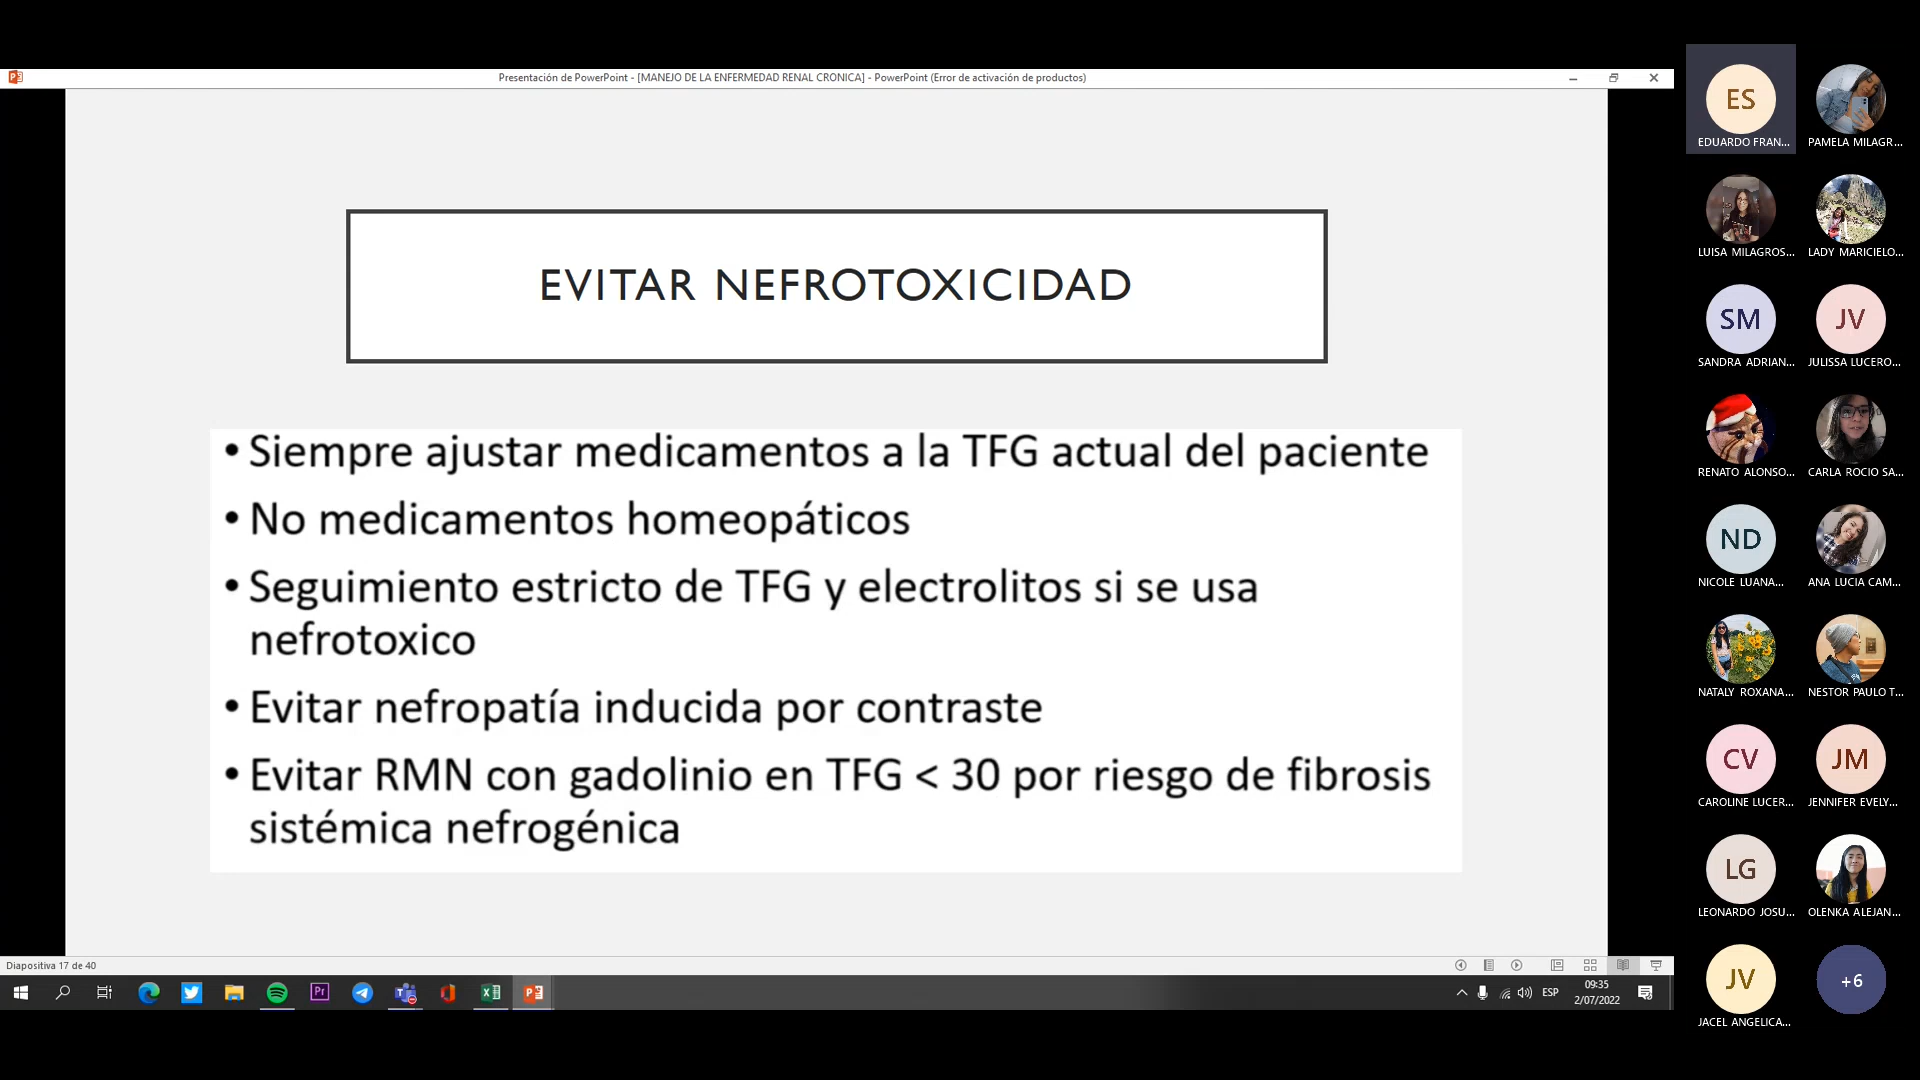 Presentación de PowerPoint - [MANEJO DE LA ENFERMEDAD RENAL CRONICA] - PowerPoint (Error de activación de productos)
EVITAR NEFROTOXICIDAD
• Siempre ajustar medicamentos a la TFG actual del paciente
• No medicamentos homeopáticos
• Seguimiento estricto de TFG y electrolitos si se usa
nefrotoxico
• Evitar nefropatía inducida por contraste
• Evitar RMN con gadolinio en TFG < 30 por riesgo de fibrosis
sistémica nefrogénica
Diapositiva 17 de 40
ESP
09:35
2/07/2022
ES
EDUARDO FRAN...
PAMELA MILAGR...
LUISA MILAGROS...
LADY MARICIELO...
SM
SANDRA ADRIAN...
JV
JULISSA LUCERO...
RENATO ALONSO...
CARLA ROCIO SA...
ND
NICOLE LUANA...
ANA LUCIA CAM...
NATALY ROXANA...
NESTOR PAULO T...
CV
CAROLINE LUCER...
JM
JENNIFER EVELY...
LG
LEONARDO JOSU...
OLENKA ALEJAN...
JV
JACEL ANGELICA...
+6